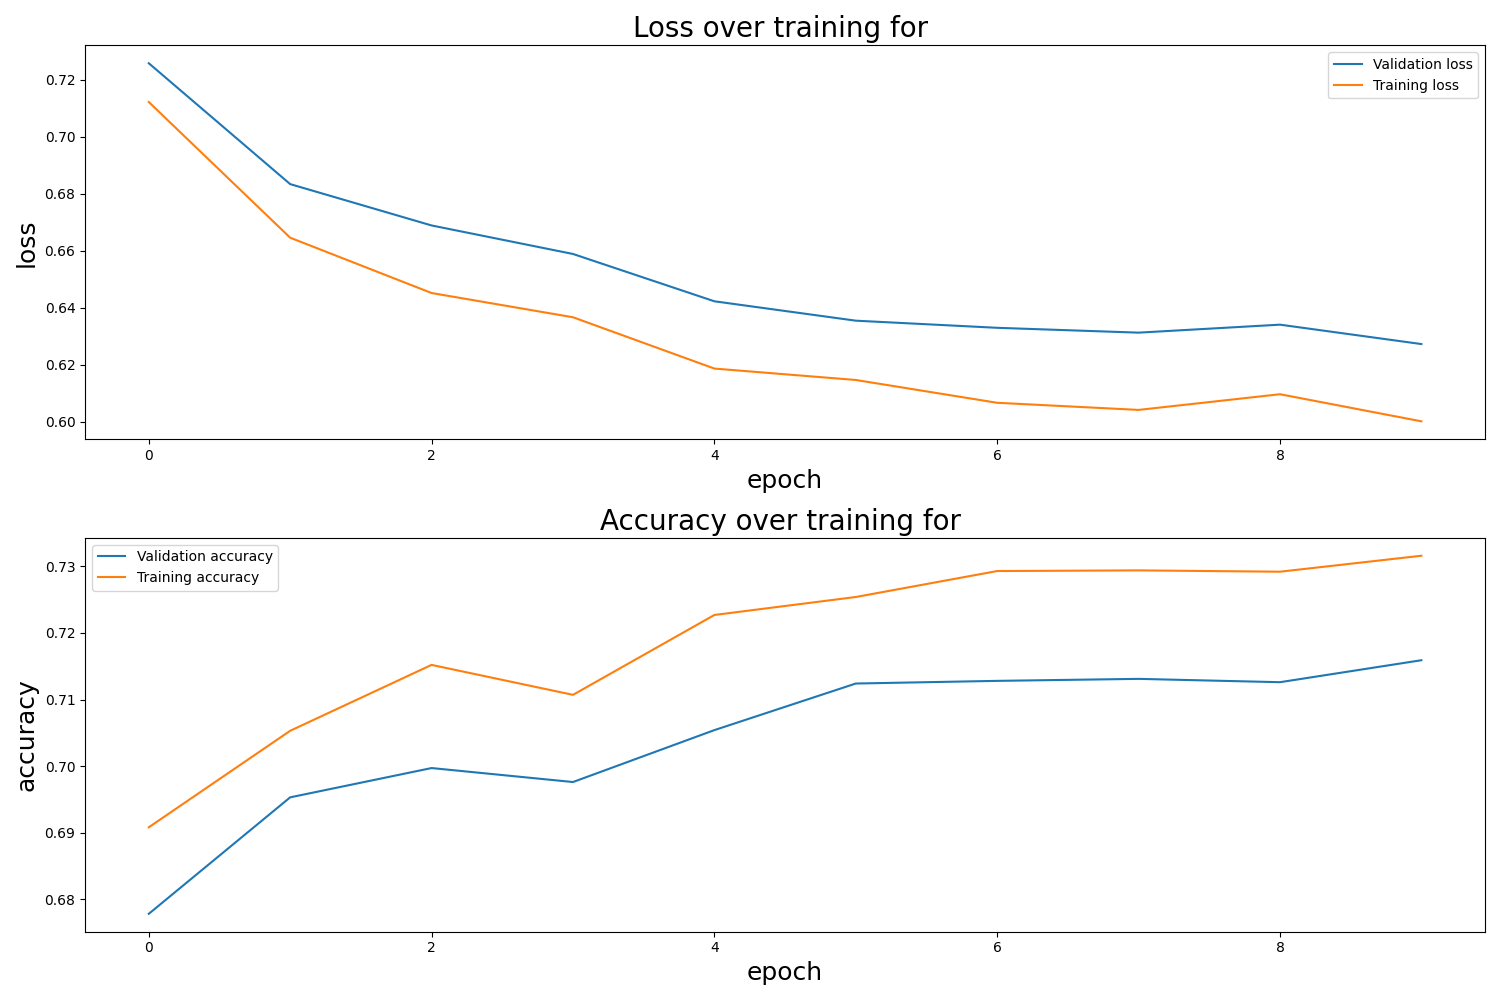 Loss over training for
Validation loss
Training loss
0.72
0.70
0.68
0.66
0.64
0.62
0.60
loss
0 2 4 6 8
epoch
Accuracy over training for
Validation accuracy
Training accuracy
0.73
0.72
0.71
0.70
0.69
0.68
accuracy
0 2 4 6 8
epoch